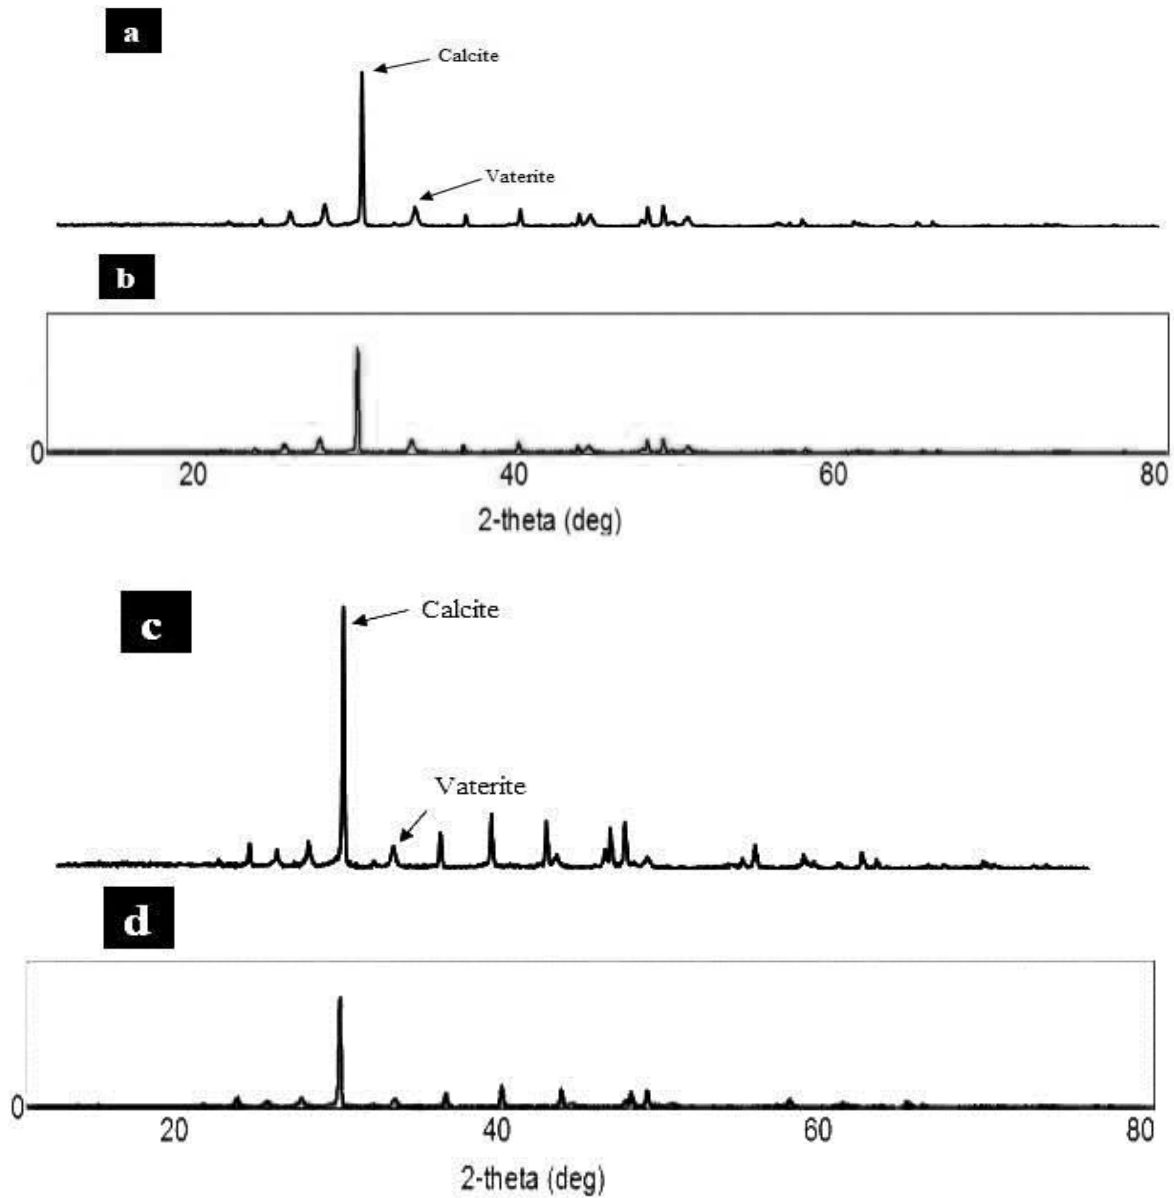 a
Calcite
Vaterite
b
0
20 40 60 80
2-theta (deg)
c
Calcite
Vaterite
d
0
20 40 60 80
2-theta (deg)